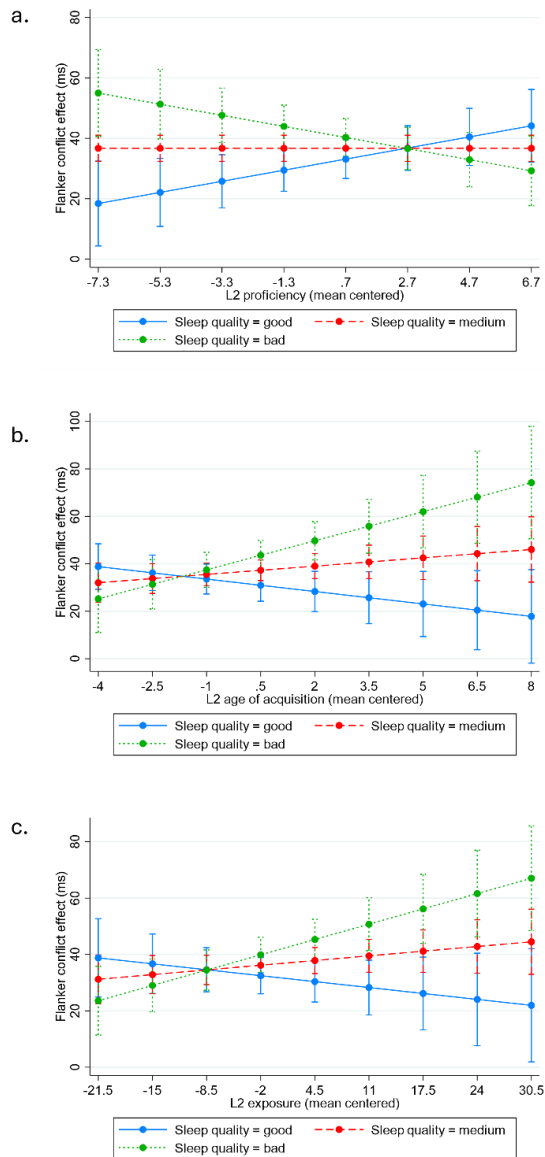 a.
Flanker conflict effect (ms)
80
60
40
20
0
-7.3 -5.3 -3.3 -1.3 .7 2.7 4.7 6.7
L2 proficiency (mean centered)
Sleep quality = good Sleep quality = medium
Sleep quality = bad
b.
Flanker conflict effect (ms)
100
80
60
40
20
0
-4 -2.5 -1 .5 2 3.5 5 6.5 8
L2 age of acquisition (mean centered)
Sleep quality = good Sleep quality = medium
Sleep quality = bad
c.
Flanker conflict effect (ms)
80
60
40
20
0
-21.5 -15 -8.5 -2 4.5 11 17.5 24 30.5
L2 exposure (mean centered)
Sleep quality = good Sleep quality = medium
Sleep quality = bad